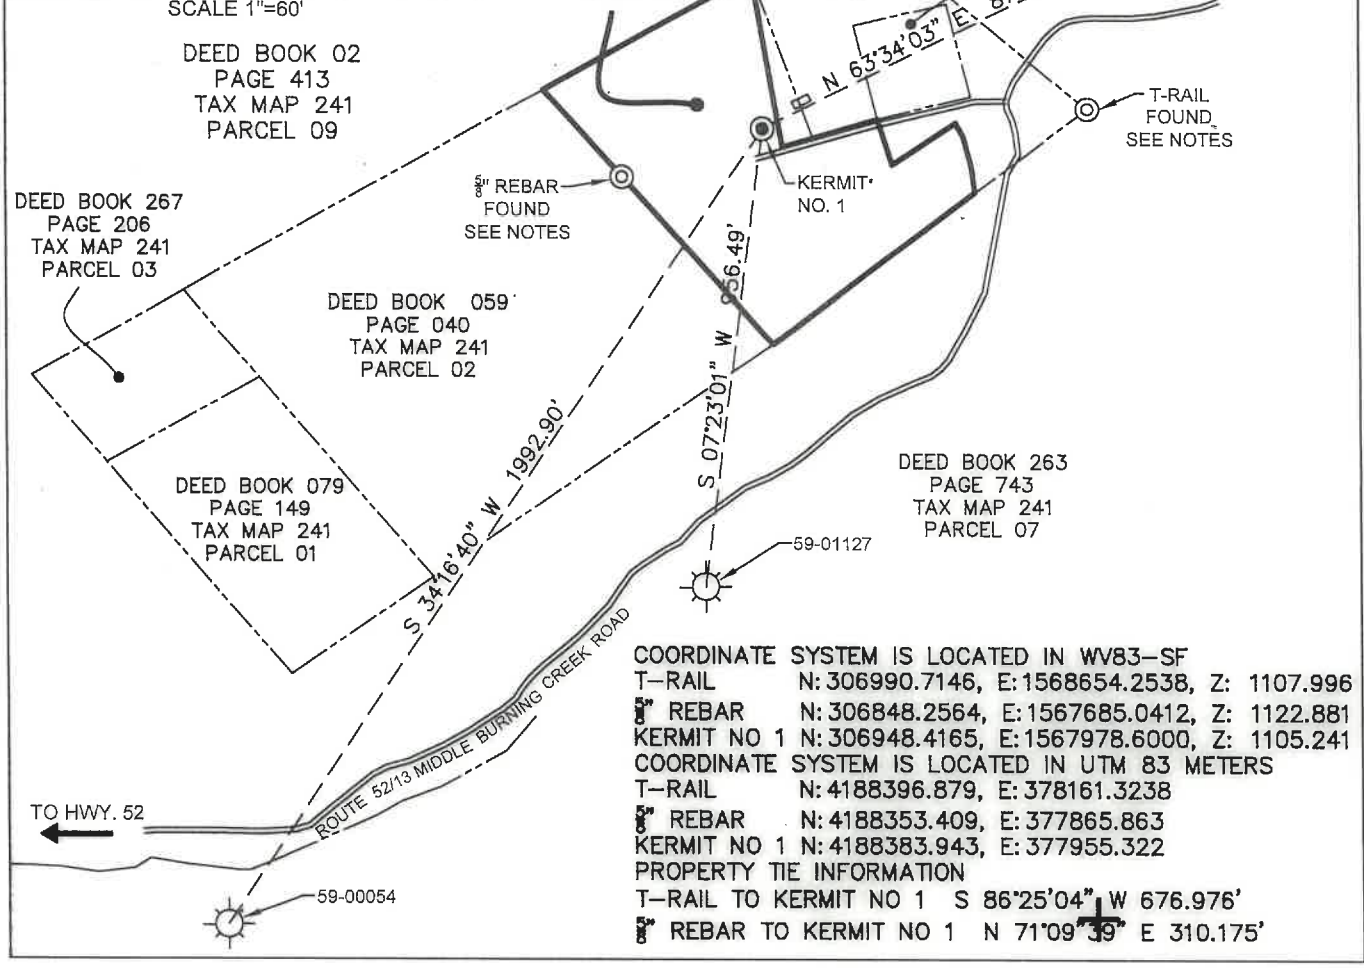 SCALE 1"=60'
DEED BOOK 02
PAGE 413
TAX MAP 241
PARCEL 09
N 63°34'03" E
T-RAIL
FOUND
SEE NOTES
⅝" REBAR
FOUND
SEE NOTES
KERMIT
NO. 1
DEED BOOK 267
PAGE 206
TAX MAP 241
PARCEL 03
DEED BOOK 059
PAGE 040
TAX MAP 241
PARCEL 02
S 07°23'01" W 56.49'
S 34°16'40" W 1992.90'
DEED BOOK 079
PAGE 149
TAX MAP 241
PARCEL 01
DEED BOOK 263
PAGE 743
TAX MAP 241
PARCEL 07
59-01127
ROUTE 52/13 MIDDLE BURNING CREEK ROAD
TO HWY. 52
59-00054
COORDINATE SYSTEM IS LOCATED IN WV83-SF
T-RAIL N: 306990.7146, E: 1568654.2538, Z: 1107.996
⅝" REBAR N: 306848.2564, E: 1567685.0412, Z: 1122.881
KERMIT NO 1 N: 306948.4165, E: 1567978.6000, Z: 1105.241
COORDINATE SYSTEM IS LOCATED IN UTM 83 METERS
T-RAIL N: 4188396.879, E: 378161.3238
⅝" REBAR N: 4188353.409, E: 377865.863
KERMIT NO 1 N: 4188383.943, E: 377955.322
PROPERTY TIE INFORMATION
T-RAIL TO KERMIT NO 1 S 86°25'04" W 676.976'
⅝" REBAR TO KERMIT NO 1 N 71°09'39" E 310.175'